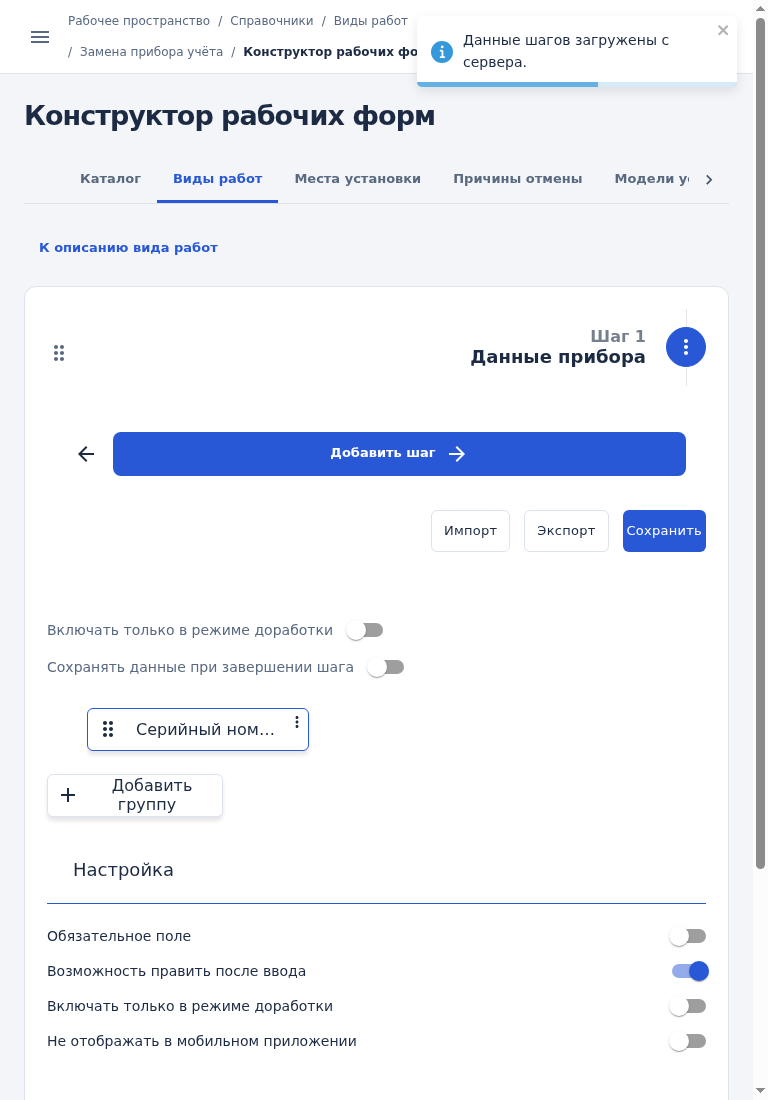 Рабочее пространство / Справочники / Виды работ
/ Замена прибора учёта / Конструктор рабочих фо
Данные шагов загружены с
сервера.
Конструктор рабочих форм
Каталог Виды работ Места установки Причины отмены Модели ус
К описанию вида работ
Шаг 1
Данные прибора
Добавить шаг
Импорт Экспорт Сохранить
Включать только в режиме доработки
Сохранять данные при завершении шага
Серийный ном...
Добавить
группу
Настройка
Обязательное поле
Возможность править после ввода
Включать только в режиме доработки
Не отображать в мобильном приложении